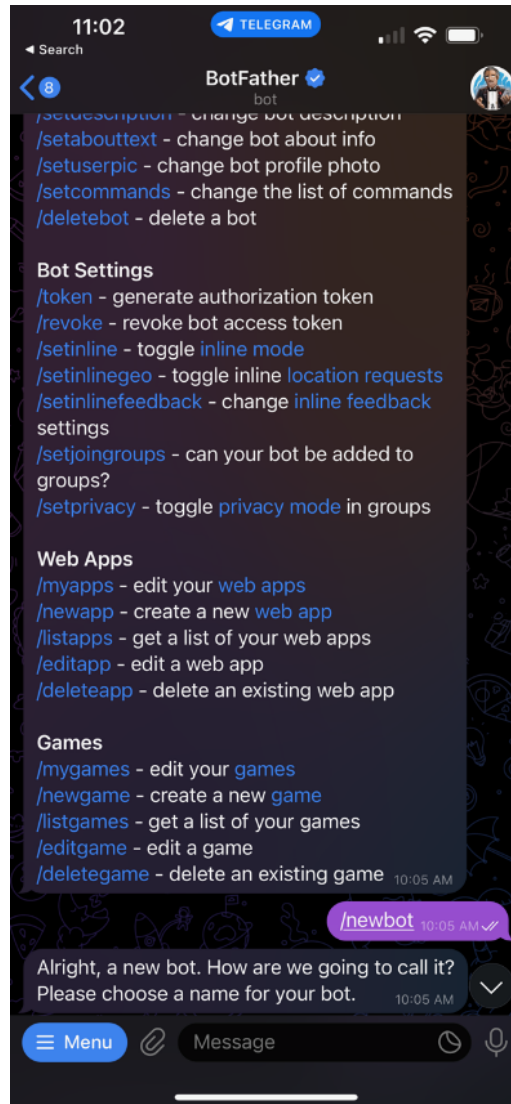 11:02
TELEGRAM
◀ Search
8
BotFather
bot
/setdescription - change bot description
/setabouttext - change bot about info
/setuserpic - change bot profile photo
/setcommands - change the list of commands
/deletebot - delete a bot
Bot Settings
/token - generate authorization token
/revoke - revoke bot access token
/setinline - toggle inline mode
/setinlinegeo - toggle inline location requests
/setinlinefeedback - change inline feedback
settings
/setjoingroups - can your bot be added to
groups?
/setprivacy - toggle privacy mode in groups
Web Apps
/myapps - edit your web apps
/newapp - create a new web app
/listapps - get a list of your web apps
/editapp - edit a web app
/deleteapp - delete an existing web app
Games
/mygames - edit your games
/newgame - create a new game
/listgames - get a list of your games
/editgame - edit a game
/deletegame - delete an existing game 10:05 AM
/newbot 10:05 AM
Alright, a new bot. How are we going to call it?
Please choose a name for your bot. 10:05 AM
Menu
Message